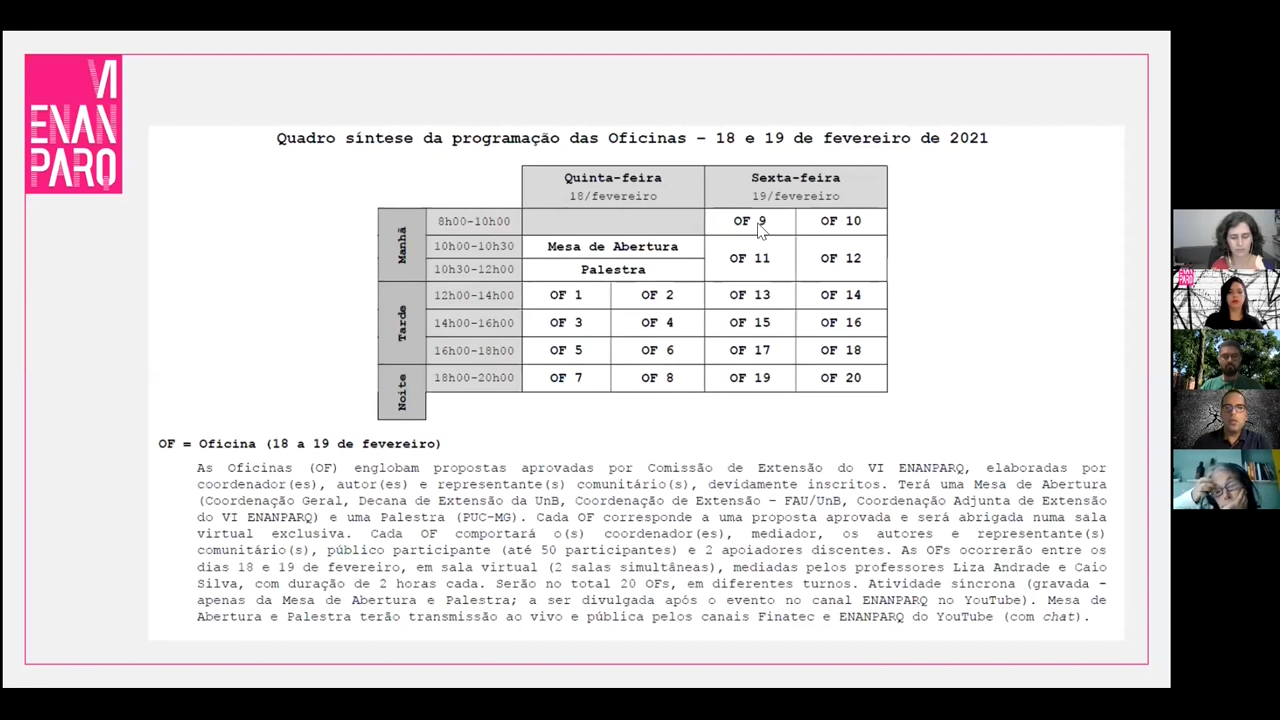 VI
ENAN
PARQ
Quadro síntese da programação das Oficinas – 18 e 19 de fevereiro de 2021
Quinta-feira Sexta-feira
18/fevereiro 19/fevereiro
Manhã
8h00-10h00 OF 9 OF 10
10h00-10h30 Mesa de Abertura
OF 11 OF 12
10h30-12h00 Palestra
Tarde
12h00-14h00 OF 1 OF 2 OF 13 OF 14
14h00-16h00 OF 3 OF 4 OF 15 OF 16
16h00-18h00 OF 5 OF 6 OF 17 OF 18
Noite
18h00-20h00 OF 7 OF 8 OF 19 OF 20
OF = Oficina (18 a 19 de fevereiro)
As Oficinas (OF) englobam propostas aprovadas por Comissão de Extensão do VI ENANPARQ, elaboradas por
coordenador(es), autor(es) e representante(s) comunitário(s), devidamente inscritos. Terá uma Mesa de Abertura
(Coordenação Geral, Decana de Extensão da UnB, Coordenação de Extensão – FAU/UnB, Coordenação Adjunta de Extensão
do VI ENANPARQ) e uma Palestra (PUC-MG). Cada OF corresponde a uma proposta aprovada e será abrigada numa sala
virtual exclusiva. Cada OF comportará o(s) coordenador(es), mediador, os autores e representante(s)
comunitário(s), público participante (até 50 participantes) e 2 apoiadores discentes. As OFs ocorrerão entre os
dias 18 e 19 de fevereiro, em sala virtual (2 salas simultâneas), mediadas pelos professores Liza Andrade e Caio
Silva, com duração de 2 horas cada. Serão no total 20 OFs, em diferentes turnos. Atividade síncrona (gravada -
apenas da Mesa de Abertura e Palestra; a ser divulgada após o evento no canal ENANPARQ no YouTube). Mesa de
Abertura e Palestra terão transmissão ao vivo e pública pelos canais Finatec e ENANPARQ do YouTube (com chat).